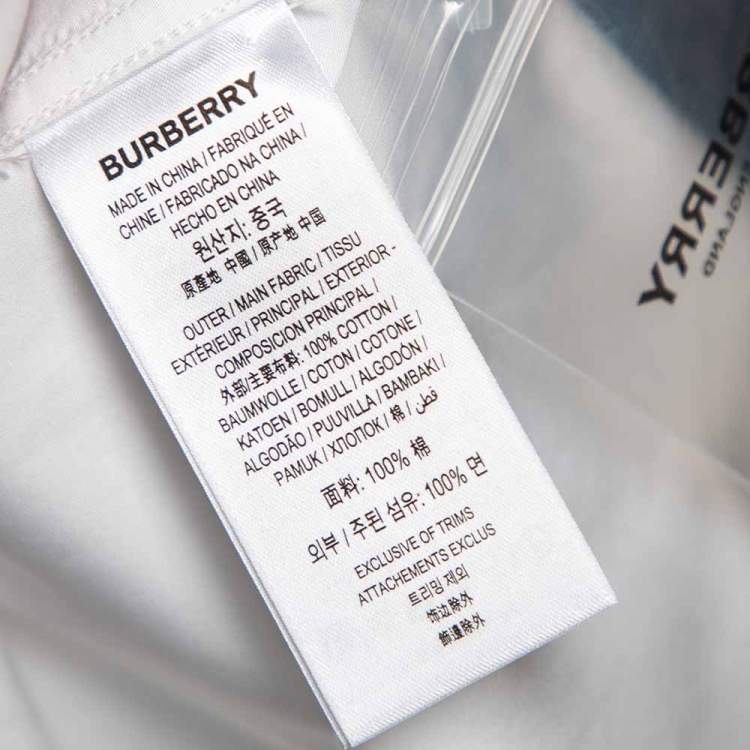 BURBERRY
MADE IN CHINA / FABRIQUÉ EN
CHINE / FABRICADO NA CHINA /
HECHO EN CHINA
원산지: 중국
原產地 中國 / 原产地 中国
OUTER / MAIN FABRIC / TISSU
EXTÉRIEUR / PRINCIPAL / EXTERIOR -
COMPOSICION PRINCIPAL /
外部/主要布料: 100% COTTON /
BAUMWOLLE / COTON / COTONE /
KATOEN / BOMULL / ALGODON /
ALGODÃO / PUUVILLA / BAMBAKI /
PAMUK / ХЛОПОК / 棉 / قطن
面料: 100% 棉
외부 / 주된 섬유: 100% 면
EXCLUSIVE OF TRIMS
ATTACHEMENTS EXCLUS
트리밍 제외
饰边除外
飾邊除外
BURBERRY
ENGLAND